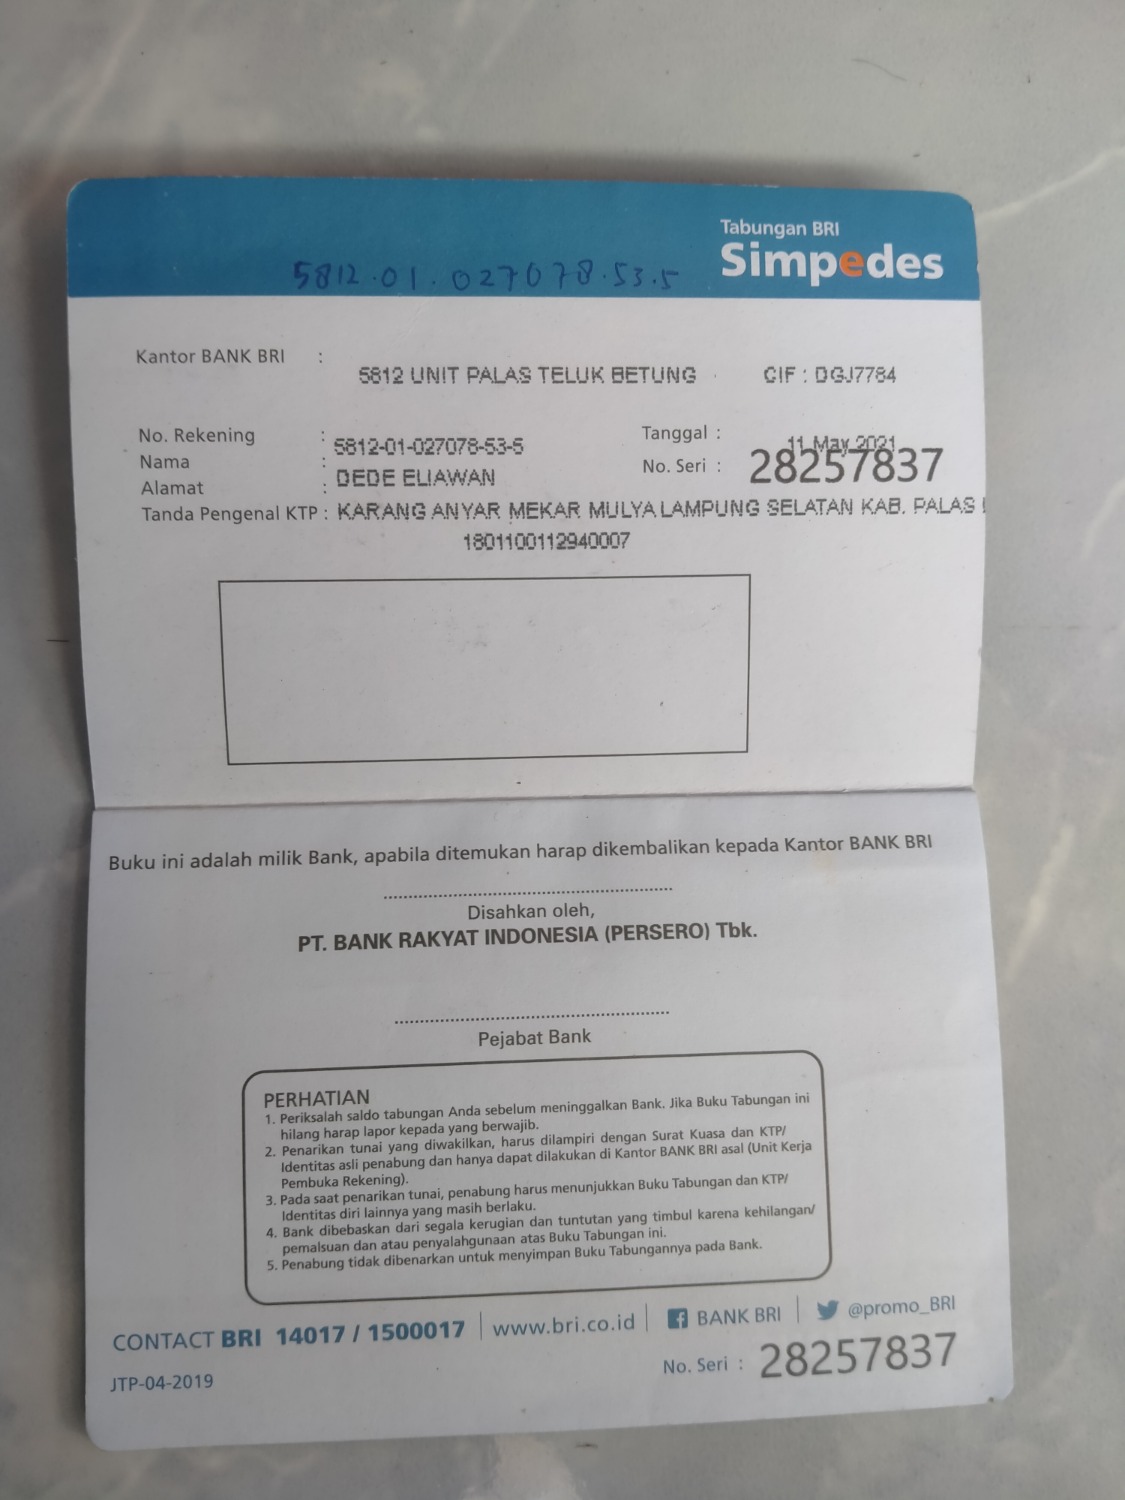 Tabungan BRI
Simpedes
5812.01.027078.53.5
Kantor BANK BRI :
5812 UNIT PALAS TELUK BETUNG CIF : DGJ7784
No. Rekening : 5812-01-027078-53-5 Tanggal : 11 May 2021
Nama : DEDE ELIAWAN No. Seri : 28257837
Alamat :
Tanda Pengenal KTP : KARANG ANYAR MEKAR MULYA LAMPUNG SELATAN KAB. PALAS
1801100112940007
Buku ini adalah milik Bank, apabila ditemukan harap dikembalikan kepada Kantor BANK BRI
Disahkan oleh,
PT. BANK RAKYAT INDONESIA (PERSERO) Tbk.
Pejabat Bank
PERHATIAN
1. Periksalah saldo tabungan Anda sebelum meninggalkan Bank. Jika Buku Tabungan ini
hilang harap lapor kepada yang berwajib.
2. Penarikan tunai yang diwakilkan, harus dilampiri dengan Surat Kuasa dan KTP/
Identitas asli penabung dan hanya dapat dilakukan di Kantor BANK BRI asal (Unit Kerja
Pembuka Rekening).
3. Pada saat penarikan tunai, penabung harus menunjukkan Buku Tabungan dan KTP/
Identitas diri lainnya yang masih berlaku.
4. Bank dibebaskan dari segala kerugian dan tuntutan yang timbul karena kehilangan/
pemalsuan dan atau penyalahgunaan atas Buku Tabungan ini.
5. Penabung tidak dibenarkan untuk menyimpan Buku Tabungannya pada Bank.
CONTACT BRI 14017 / 1500017 www.bri.co.id BANK BRI @promo_BRI
No. Seri : 28257837
JTP-04-2019